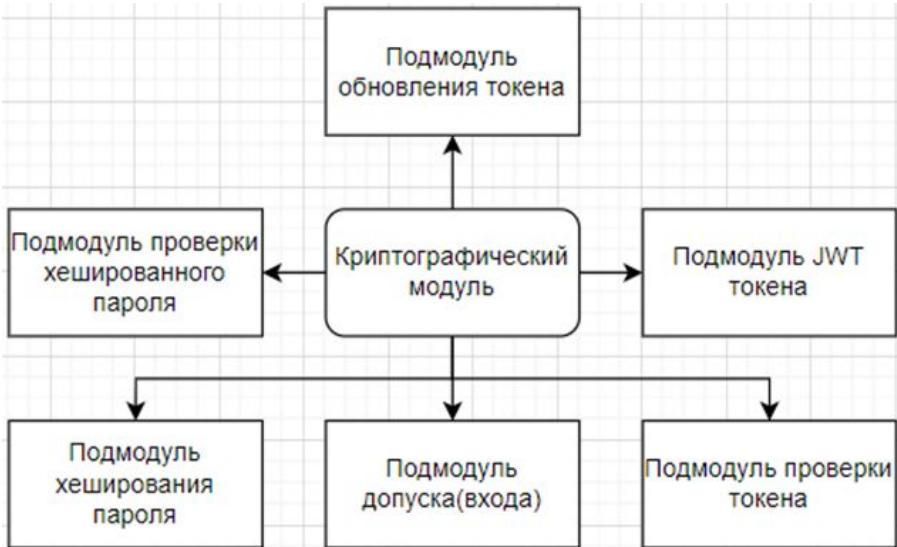 Подмодуль
обновления токена
Подмодуль проверки
хешированного
пароля
Криптографический
модуль
Подмодуль JWT
токена
Подмодуль
хеширования
пароля
Подмодуль
допуска(входа)
Подмодуль проверки
токена